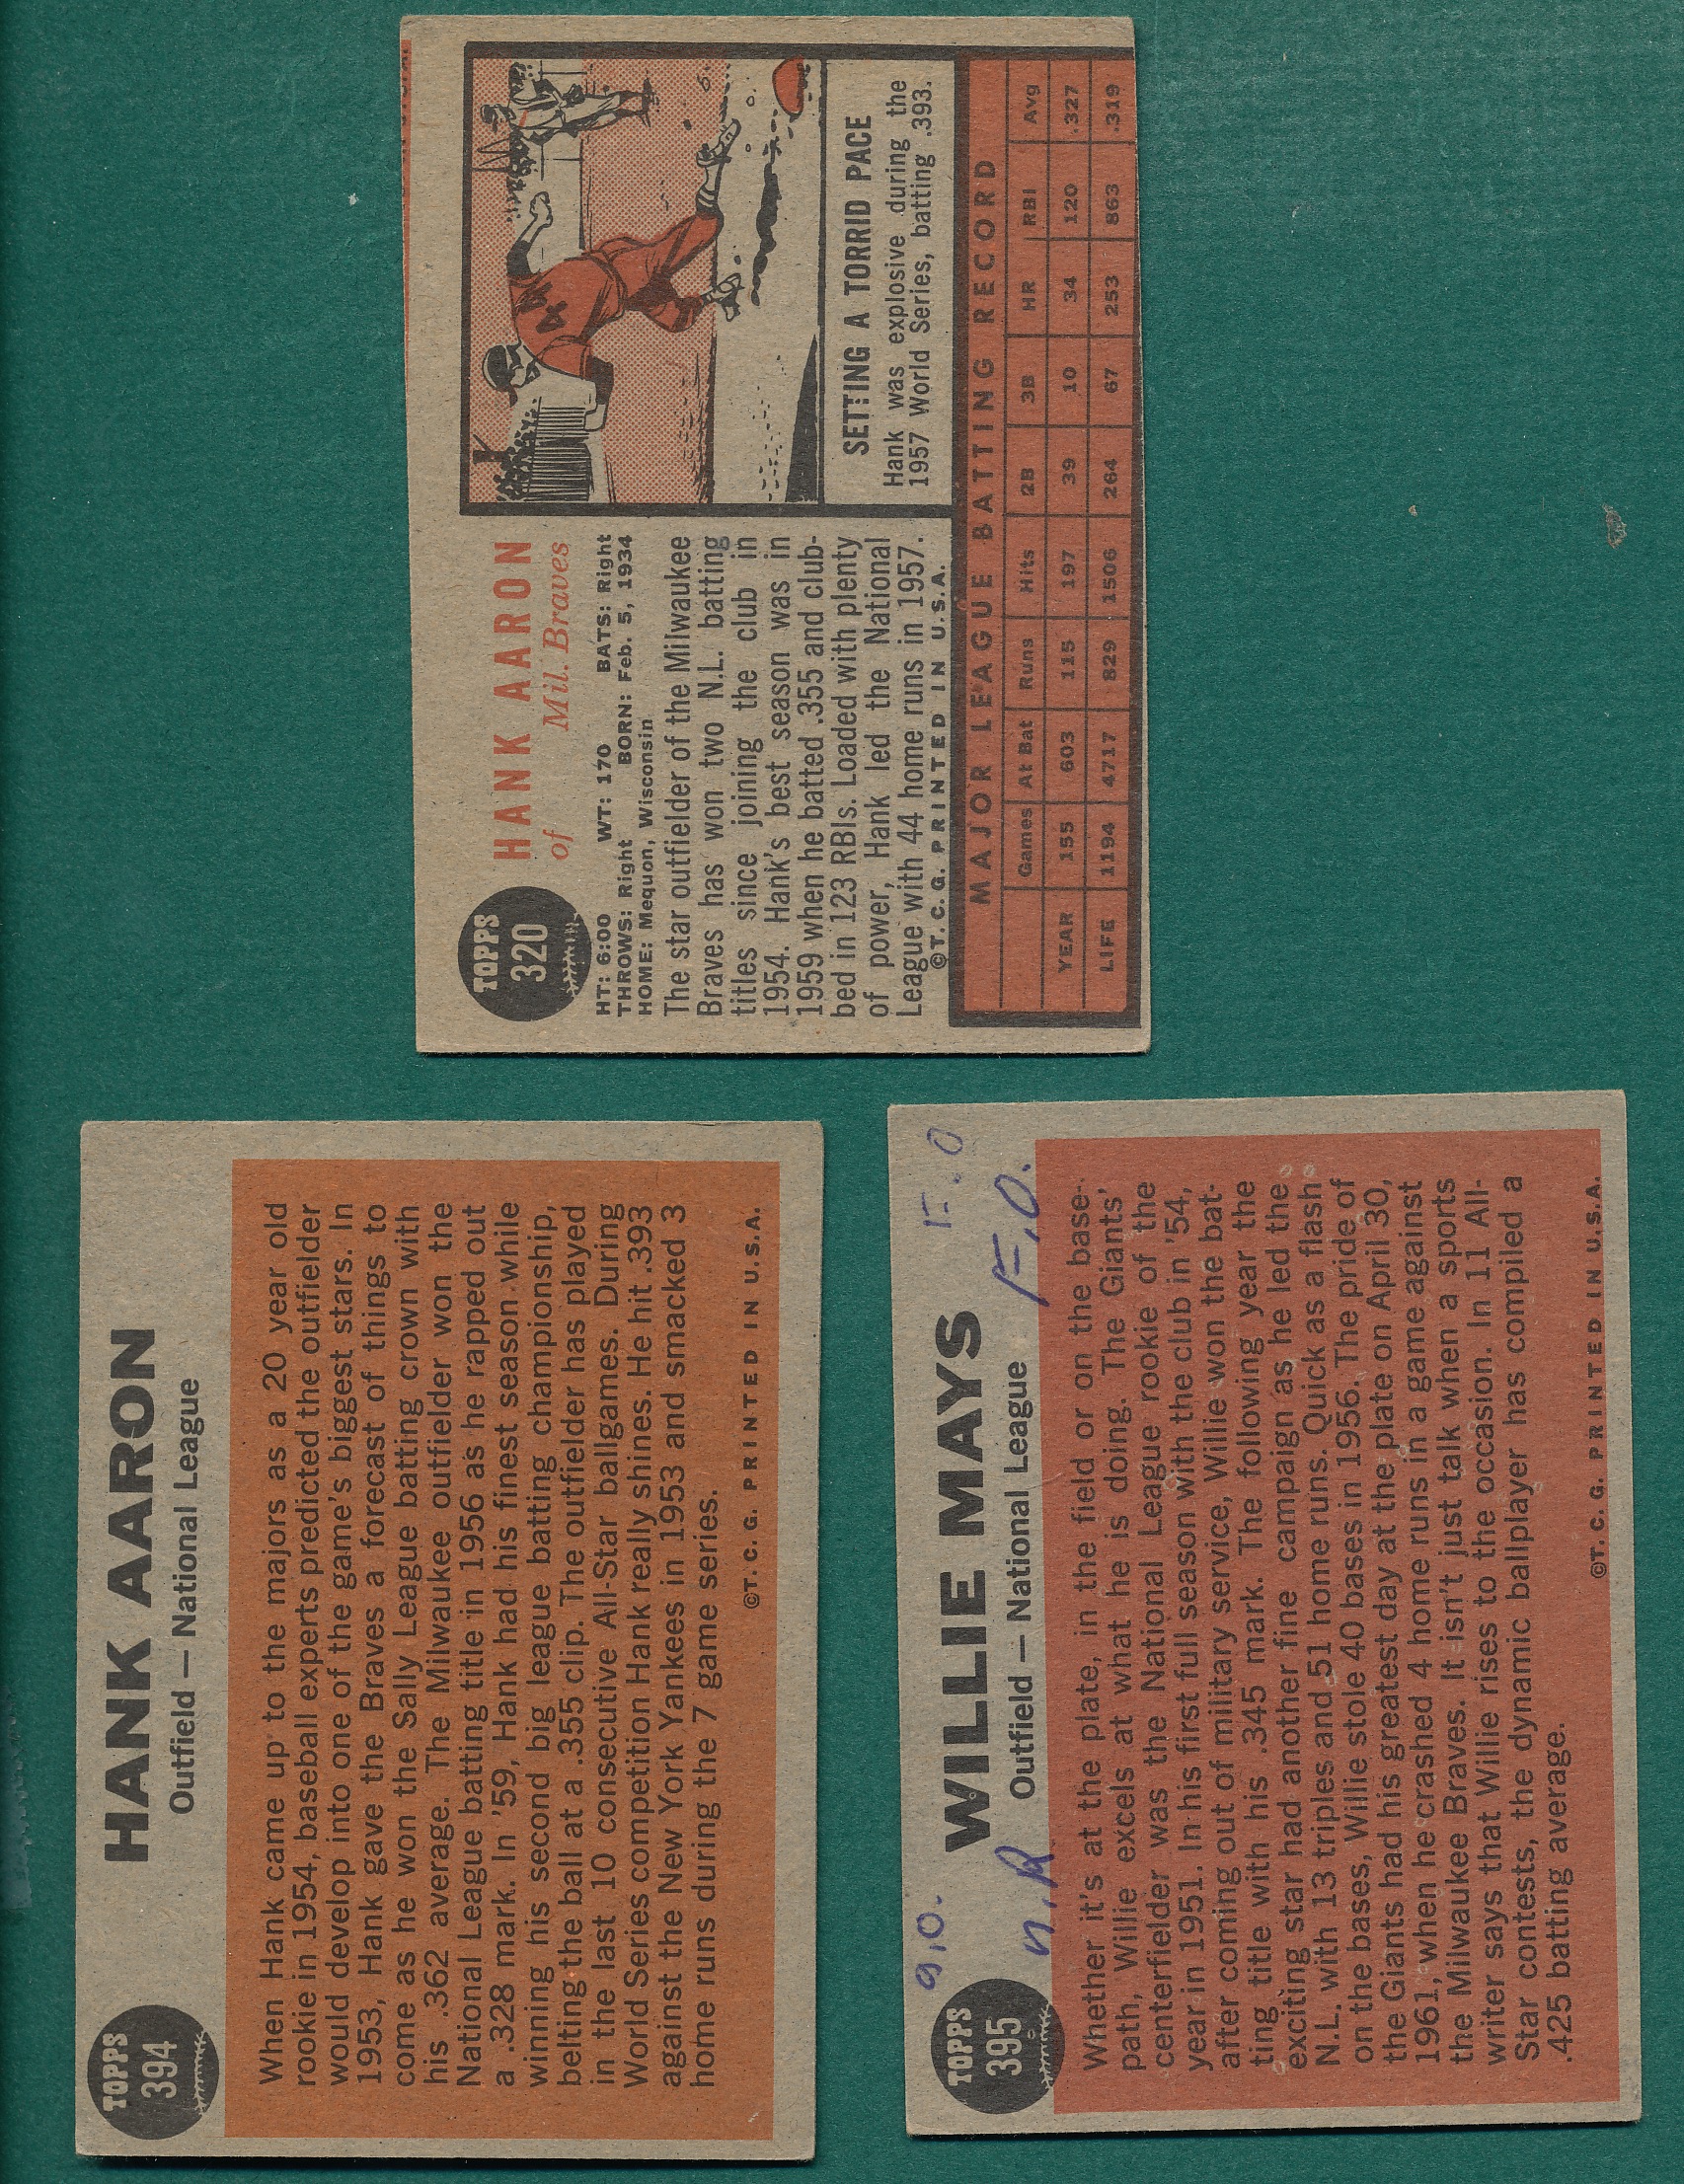 TOPPS
320
HANK AARON
of Mil. Braves
HT: 6:00 WT: 170 BATS: Right
THROWS: Right BORN: Feb. 5, 1934
HOME: Mequon, Wisconsin
The star outfielder of the Milwaukee
Braves has won two N.L. batting
titles since joining the club in
1954. Hank's best season was in
1959 when he batted .355 and club-
bed in 123 RBIs. Loaded with plenty
of power, Hank led the National
League with 44 home runs in 1957.
©T. C. G. PRINTED IN U.S.A.
44
SETTING A TORRID PACE
Hank was explosive during the
1957 World Series, batting .393.
MAJOR LEAGUE BATTING RECORD
Games At Bat Runs Hits 2B 3B HR RBI Avg
YEAR 155 603 115 197 39 10 34 120 .327
LIFE 1194 4717 829 1506 264 67 253 863 .319
TOPPS
394
HANK AARON
Outfield — National League
When Hank came up to the majors as a 20 year old
rookie in 1954, baseball experts predicted the outfielder
would develop into one of the game's biggest stars. In
1953, Hank gave the Braves a forecast of things to
come as he won the Sally League batting crown with
his .362 average. The Milwaukee outfielder won the
National League batting title in 1956 as he rapped out
a .328 mark. In '59, Hank had his finest season while
winning his second big league batting championship,
belting the ball at a .355 clip. The outfielder has played
in the last 10 consecutive All-Star ballgames. During
World Series competition Hank really shines. He hit .393
against the New York Yankees in 1953 and smacked 3
home runs during the 7 game series.
©T. C. G. PRINTED IN U.S.A.
TOPPS
395
WILLIE MAYS
Outfield — National League
F.O.
Whether it's at the plate, in the field or on the base-
path, Willie excels at what he is doing. The Giants'
centerfielder was the National League rookie of the
year in 1951. In his first full season with the club in '54,
after coming out of military service, Willie won the bat-
ting title with his .345 mark. The following year the
exciting star had another fine campaign as he led the
N.L. with 13 triples and 51 home runs. Quick as a flash
on the bases, Willie stole 40 bases in 1956. The pride of
the Giants had his greatest day at the plate on April 30,
1961, when he crashed 4 home runs in a game against
the Milwaukee Braves. It isn't just talk when a sports
writer says that Willie rises to the occasion. In 11 All-
Star contests, the dynamic ballplayer has compiled a
.425 batting average.
©T. C. G. PRINTED IN U.S.A.